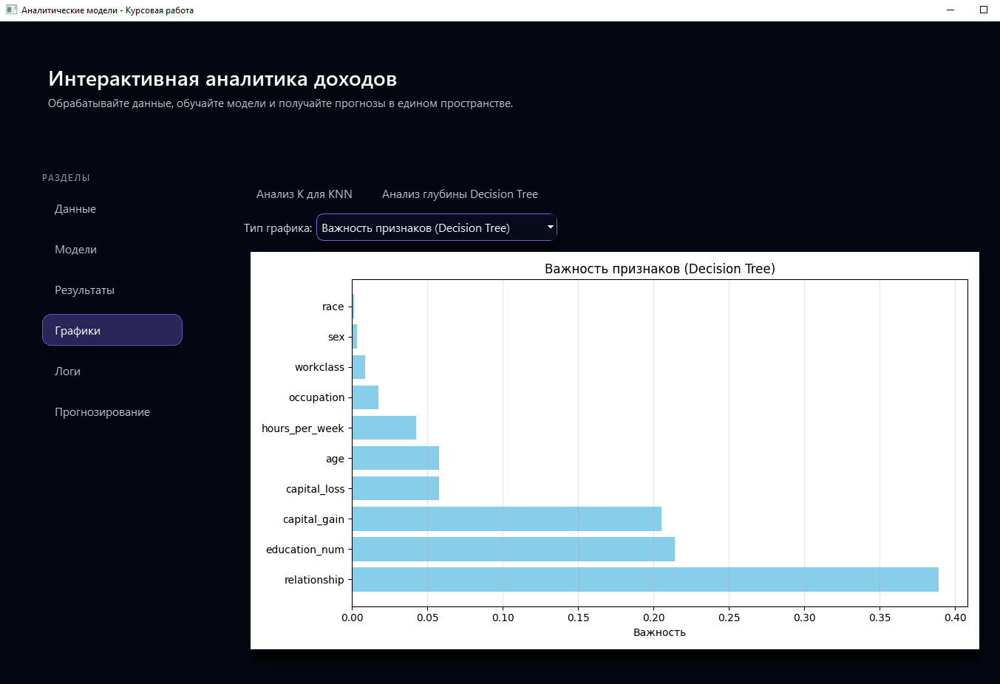 Аналитические модели - Курсовая работа
Интерактивная аналитика доходов
Обрабатывайте данные, обучайте модели и получайте прогнозы в едином пространстве.
РАЗДЕЛЫ
Данные
Модели
Результаты
Графики
Логи
Прогнозирование
Анализ K для KNN
Анализ глубины Decision Tree
Тип графика: Важность признаков (Decision Tree)
Важность признаков (Decision Tree)
race
sex
workclass
occupation
hours_per_week
age
capital_loss
capital_gain
education_num
relationship
0.00 0.05 0.10 0.15 0.20 0.25 0.30 0.35 0.40
Важность